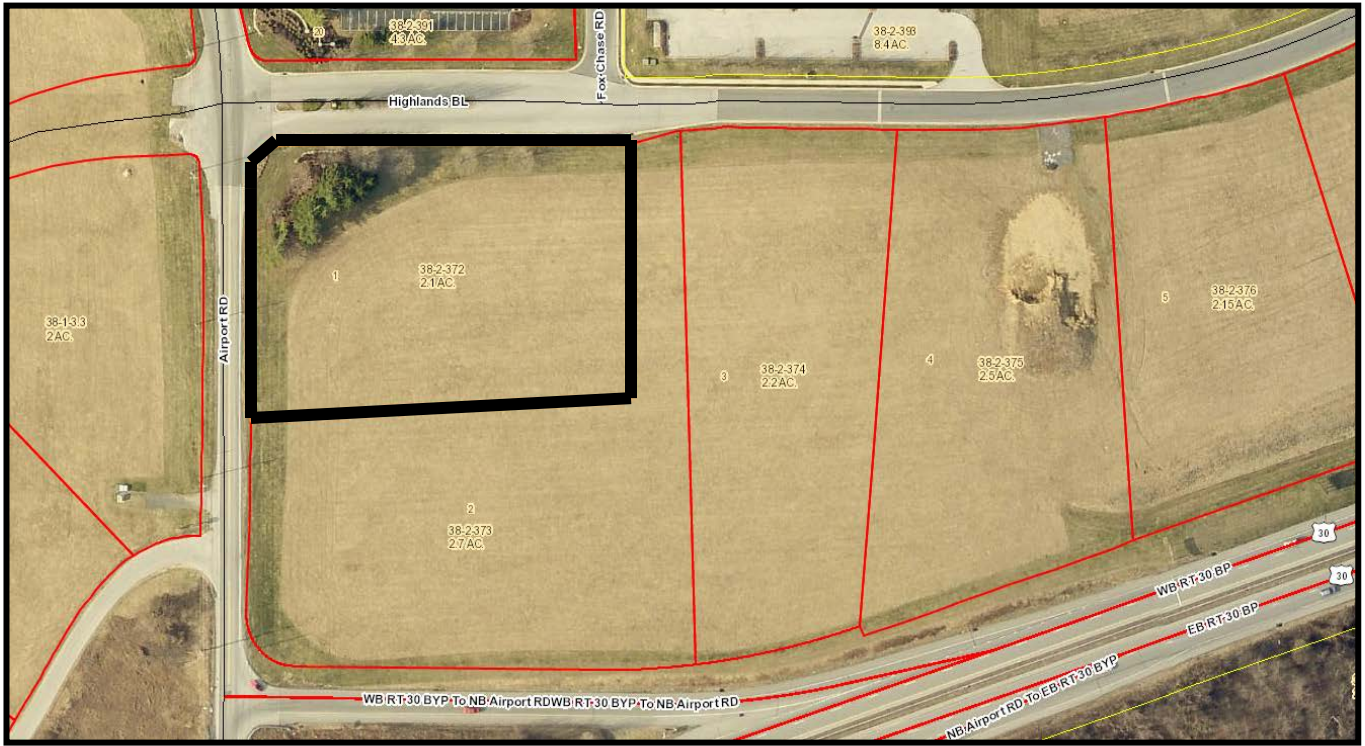 38-2-391
4.3 AC.
20
Fox Chase RD
38-2-393
8.4 AC.
Highlands BL
1
38-2-372
2.1 AC.
38-1-3.3
2 AC.
Airport RD
5
38-2-376
2.15 AC.
3
38-2-374
2.2 AC.
4
38-2-375
2.5 AC.
2
38-2-373
2.7 AC.
30
30
WB RT 30 BP
EB RT 30 BP
WB RT 30 BYP To NB Airport RDWB RT 30 BYP To NB Airport RD
NB Airport RD To EB RT 30 BYP